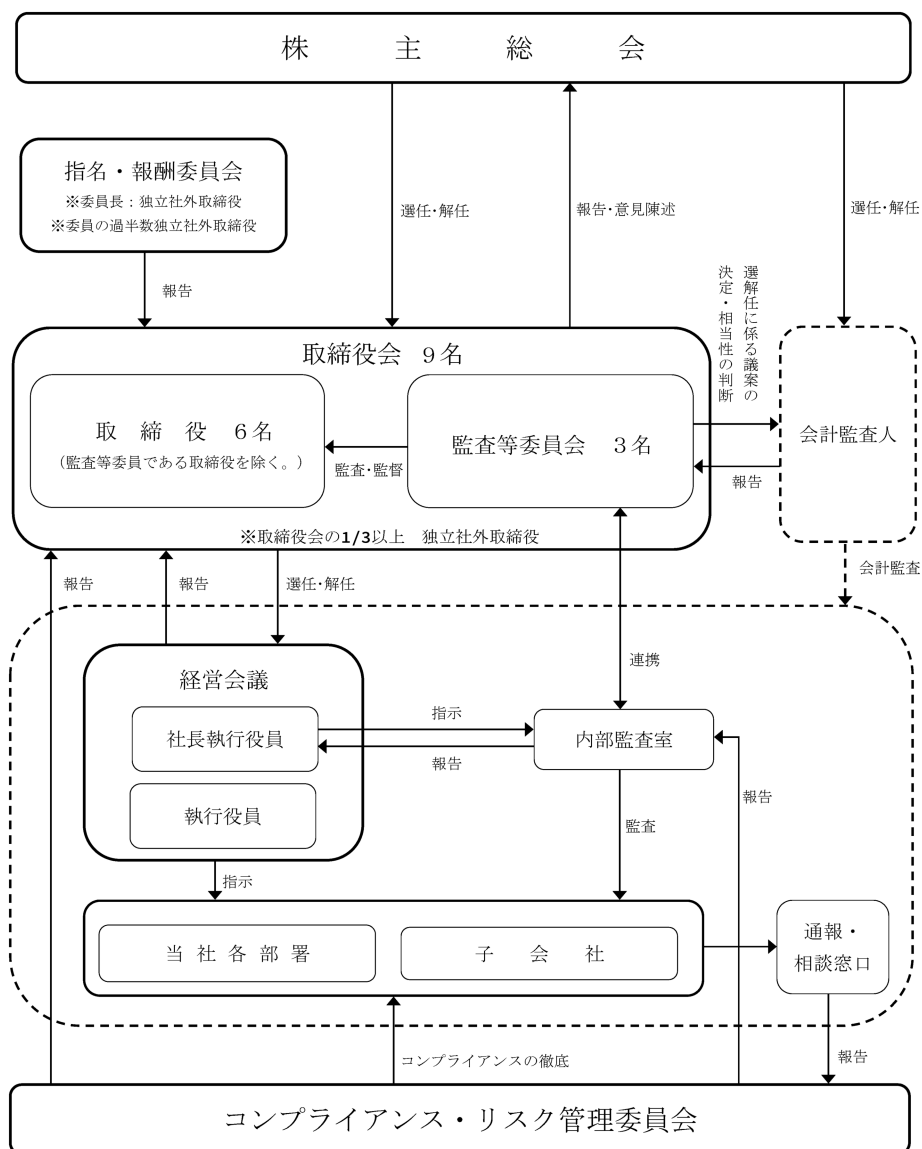 株 主 総 会
指名・報酬委員会
※委員長:独立社外取締役
※委員の過半数独立社外取締役
選任・解任
報告・意見陳述
選任・解任
報告
選解任に係る議案の
決定・相当性の判断
取締役会 9名
取 締 役 6名
(監査等委員である取締役を除く。)
監査・監督
監査等委員会 3名
会計監査人
報告
※取締役会の1/3以上 独立社外取締役
報告
報告
選任・解任
会計監査
連携
経営会議
社長執行役員
指示
報告
内部監査室
執行役員
報告
監査
指示
当 社 各 部 署
子 会 社
通報・
相談窓口
コンプライアンスの徹底
報告
コンプライアンス・リスク管理委員会